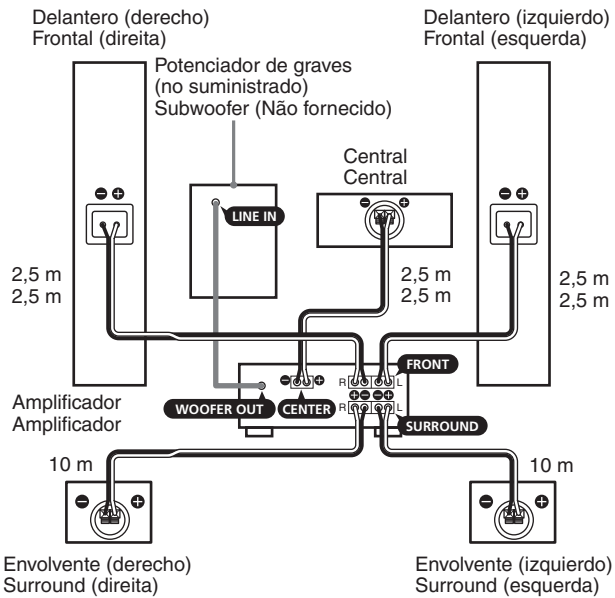 Delantero (derecho)
Frontal (direita)
Delantero (izquierdo)
Frontal (esquerda)
Potenciador de graves
(no suministrado)
Subwoofer (Não fornecido)
Central
Central
LINE IN
2,5 m
2,5 m
2,5 m
2,5 m
2,5 m
2,5 m
FRONT
R
L
WOOFER OUT
CENTER
R
L
SURROUND
Amplificador
Amplificador
10 m
10 m
Envolvente (derecho)
Surround (direita)
Envolvente (izquierdo)
Surround (esquerda)